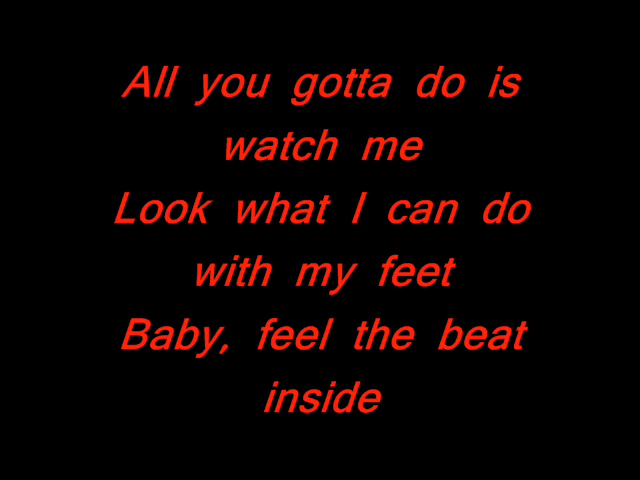 All you gotta do is
watch me
Look what I can do
with my feet
Baby, feel the beat
inside